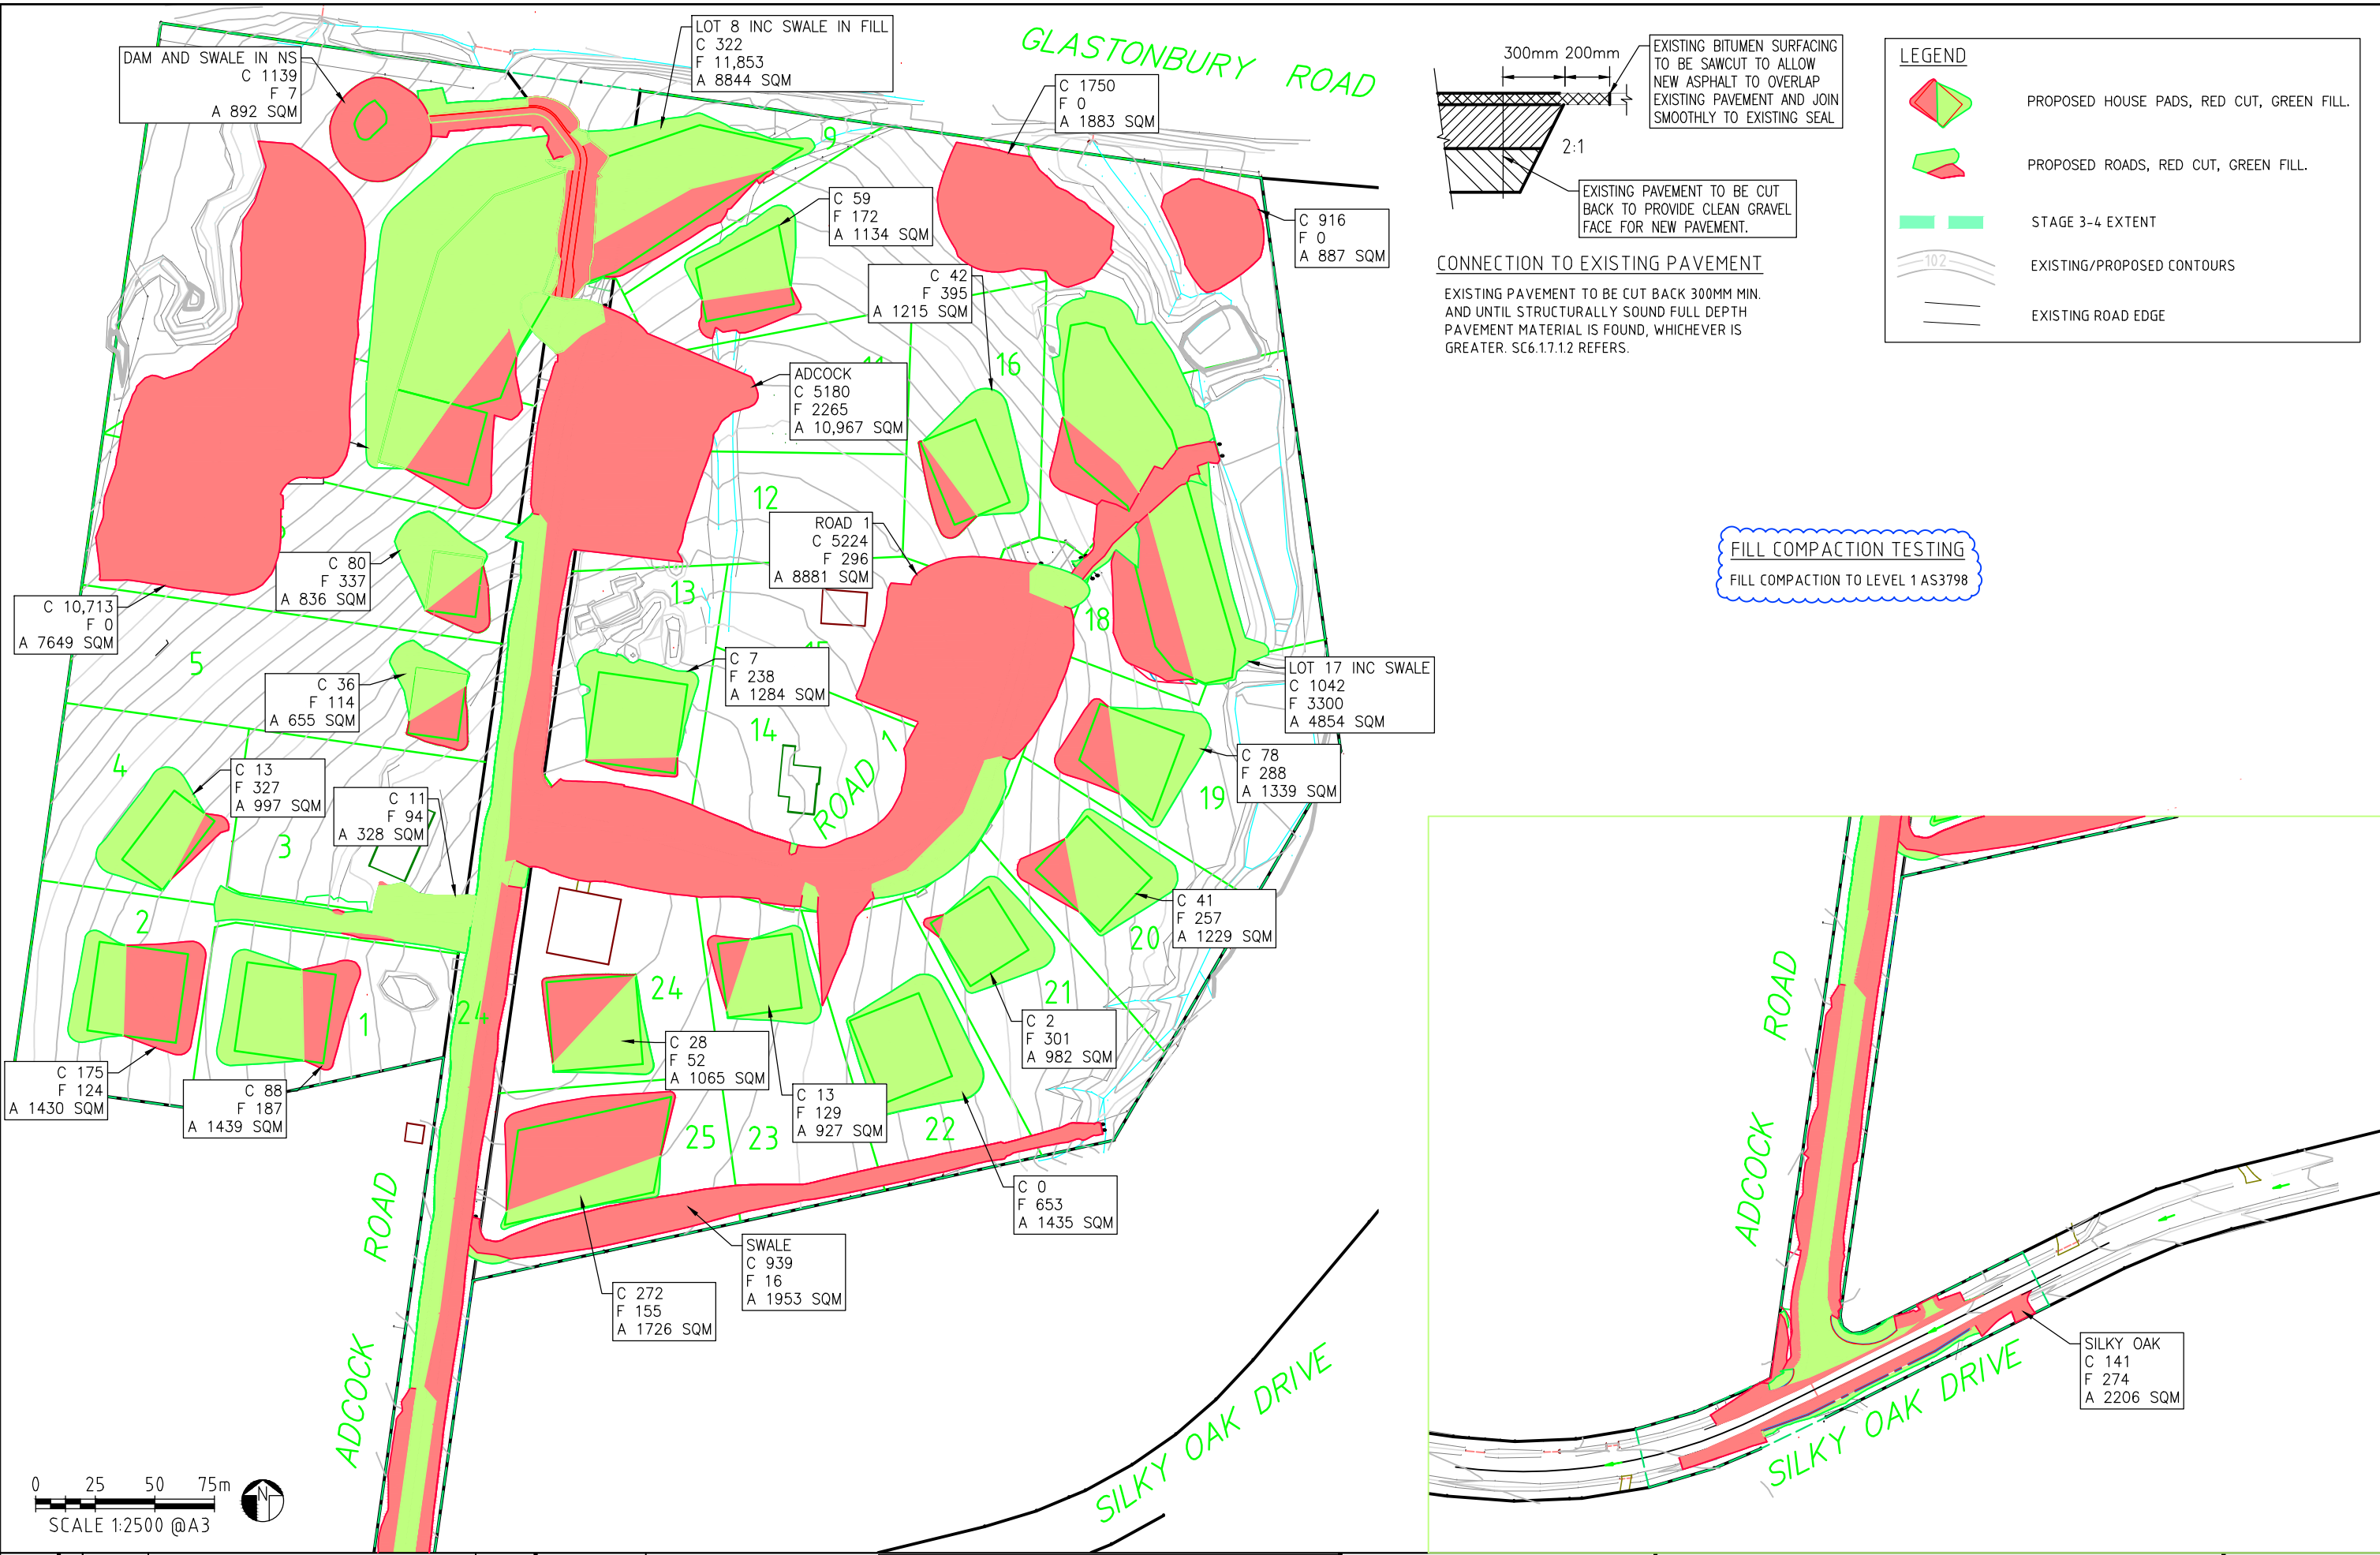 DAM AND SWALE IN NS
C 1139
F 7
A 892 SQM
LOT 8 INC SWALE IN FILL
C 322
F 11,853
A 8844 SQM
GLASTONBURY ROAD
C 1750
F 0
A 1883 SQM
9
C 59
F 172
A 1134 SQM
C 916
F 0
A 887 SQM
C 42
F 395
A 1215 SQM
16
ADCOCK
C 5180
F 2265
A 10,967 SQM
12
ROAD 1
C 5224
F 296
A 8881 SQM
C 80
F 337
A 836 SQM
13
18
C 10,713
F 0
A 7649 SQM
5
C 7
F 238
A 1284 SQM
LOT 17 INC SWALE
C 1042
F 3300
A 4854 SQM
C 36
F 114
A 655 SQM
14
ROAD 1
4
C 13
F 327
A 997 SQM
C 78
F 288
A 1339 SQM
19
C 11
F 94
A 328 SQM
3
2
C 41
F 257
A 1229 SQM
20
24
21
1
24
C 2
F 301
A 982 SQM
C 28
F 52
A 1065 SQM
C 175
F 124
A 1430 SQM
C 88
F 187
A 1439 SQM
C 13
F 129
A 927 SQM
25
23
22
C 0
F 653
A 1435 SQM
ADCOCK ROAD
SWALE
C 939
F 16
A 1953 SQM
C 272
F 155
A 1726 SQM
SILKY OAK DRIVE
0 25 50 75m
N
SCALE 1:2500 @A3
300mm 200mm
EXISTING BITUMEN SURFACING
TO BE SAWCUT TO ALLOW
NEW ASPHALT TO OVERLAP
EXISTING PAVEMENT AND JOIN
SMOOTHLY TO EXISTING SEAL
2:1
EXISTING PAVEMENT TO BE CUT
BACK TO PROVIDE CLEAN GRAVEL
FACE FOR NEW PAVEMENT.
CONNECTION TO EXISTING PAVEMENT
EXISTING PAVEMENT TO BE CUT BACK 300MM MIN.
AND UNTIL STRUCTURALLY SOUND FULL DEPTH
PAVEMENT MATERIAL IS FOUND, WHICHEVER IS
GREATER. SC6.1.7.1.2 REFERS.
LEGEND
PROPOSED HOUSE PADS, RED CUT, GREEN FILL.
PROPOSED ROADS, RED CUT, GREEN FILL.
STAGE 3-4 EXTENT
102
EXISTING/PROPOSED CONTOURS
EXISTING ROAD EDGE
FILL COMPACTION TESTING
FILL COMPACTION TO LEVEL 1 AS3798
ADCOCK ROAD
SILKY OAK
C 141
F 274
A 2206 SQM
SILKY OAK DRIVE